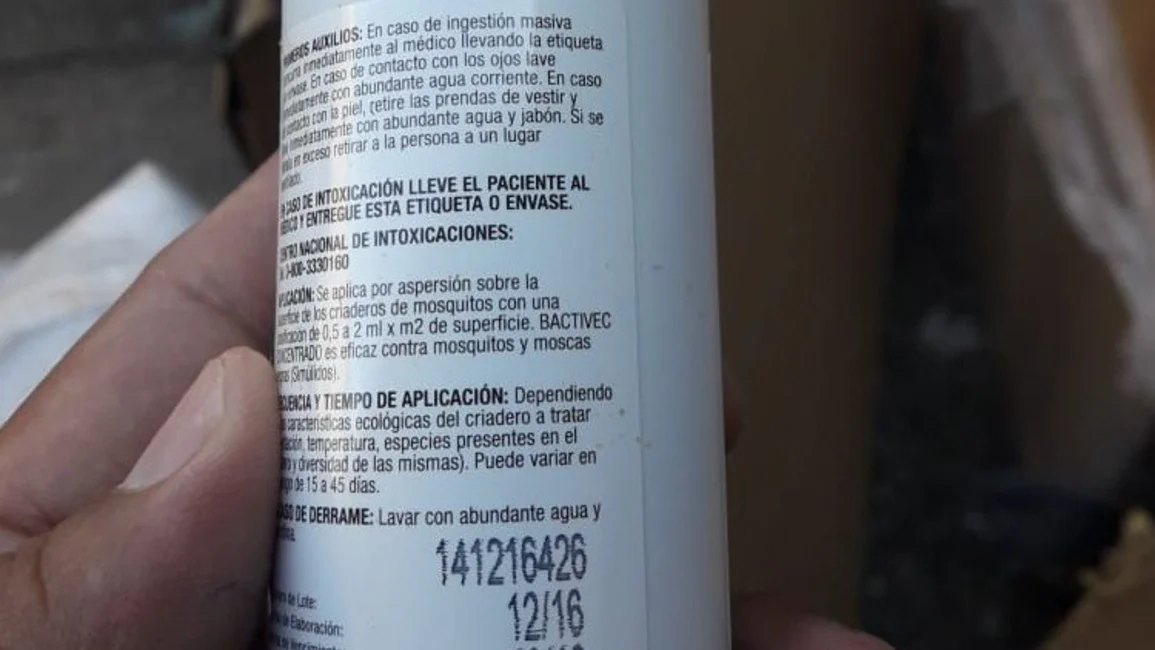 AUXILIOS: En caso de ingestión masiva
inmediatamente al médico llevando la etiqueta
En caso de contacto con los ojos lave
con abundante agua corriente. En caso
contacto con la piel, retire las prendas de vestir y
inmediatamente con abundante agua y jabón. Si se
en exceso retirar a la persona a un lugar
CASO DE INTOXICACIÓN LLEVE EL PACIENTE AL
Y ENTREGUE ESTA ETIQUETA O ENVASE.
NACIONAL DE INTOXICACIONES:
0-800-3330160
Se aplica por aspersión sobre la
de los criaderos de mosquitos con una
de 0,5 a 2 ml x m2 de superficie. BACTIVEC
es eficaz contra mosquitos y moscas
(Simúlidos).
Y TIEMPO DE APLICACIÓN: Dependiendo
características ecológicas del criadero a tratar
temperatura, especies presentes en el
y diversidad de las mismas). Puede variar en
de 15 a 45 días.
DE DERRAME: Lavar con abundante agua y
141216426
de Lote:
12/16
de Elaboración: